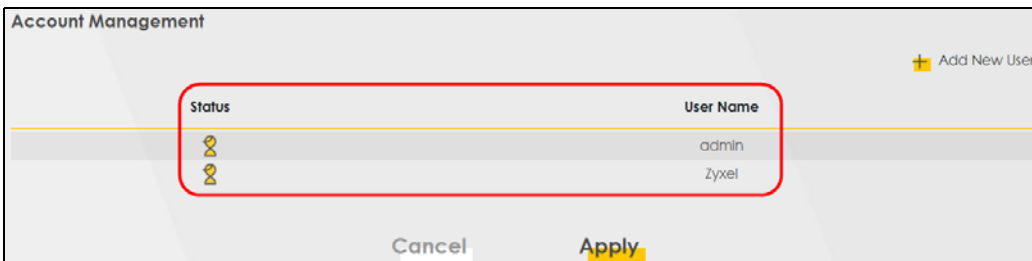 Account Management
Add New User
Status User Name
admin
Zyxel
Cancel Apply